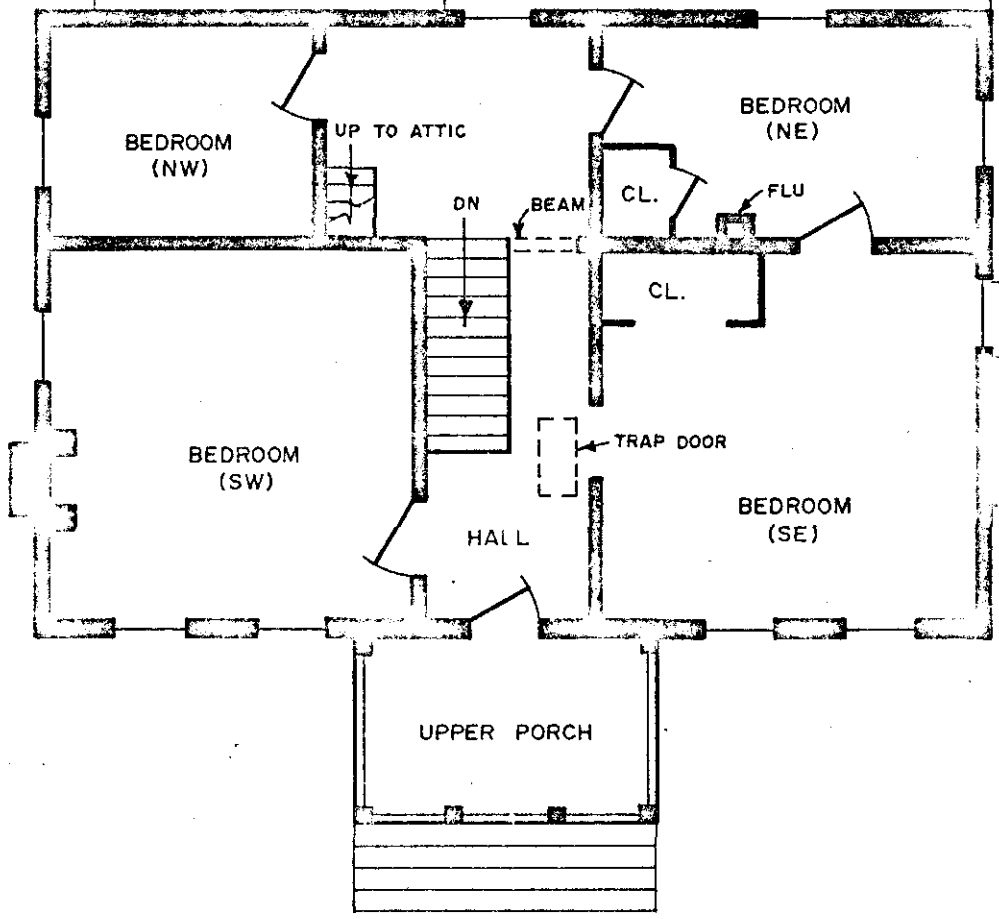 BEDROOM
(NW)
UP TO ATTIC
DN
BEAM
BEDROOM
(NE)
CL.
FLU
CL.
BEDROOM
(SW)
TRAP DOOR
HALL
BEDROOM
(SE)
UPPER PORCH